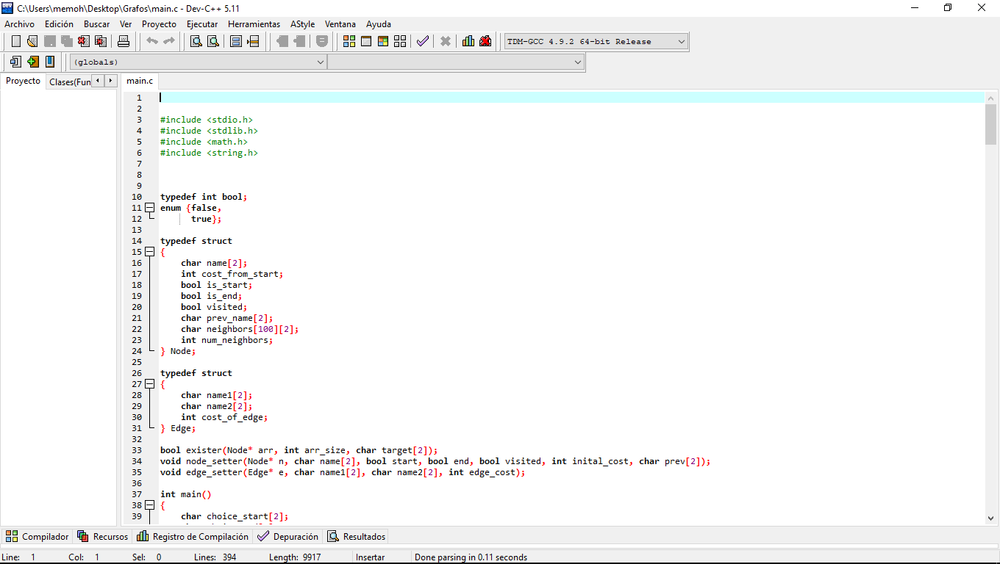 C:\Users\memoh\Desktop\Grafos\main.c - Dev-C++ 5.11
Archivo Edición Buscar Ver Proyecto Ejecutar Herramientas AStyle Ventana Ayuda
TDM-GCC 4.9.2 64-bit Release
(globals)
Proyecto Clases(Fun main.c
1
2
3 #include <stdio.h>
4 #include <stdlib.h>
5 #include <math.h>
6 #include <string.h>
7
8
9
10 typedef int bool;
11 enum {false,
12 true};
13
14 typedef struct
15 {
16 char name[2];
17 int cost_from_start;
18 bool is_start;
19 bool is_end;
20 bool visited;
21 char prev_name[2];
22 char neighbors[100][2];
23 int num_neighbors;
24 } Node;
25
26 typedef struct
27 {
28 char name1[2];
29 char name2[2];
30 int cost_of_edge;
31 } Edge;
32
33 bool exister(Node* arr, int arr_size, char target[2]);
34 void node_setter(Node* n, char name[2], bool start, bool end, bool visited, int inital_cost, char prev[2]);
35 void edge_setter(Edge* e, char name1[2], char name2[2], int edge_cost);
36
37 int main()
38 {
39 char choice_start[2];
Compilador Recursos Registro de Compilación Depuración Resultados
Line: 1 Col: 1 Sel: 0 Lines: 394 Length: 9917 Insertar Done parsing in 0.11 seconds